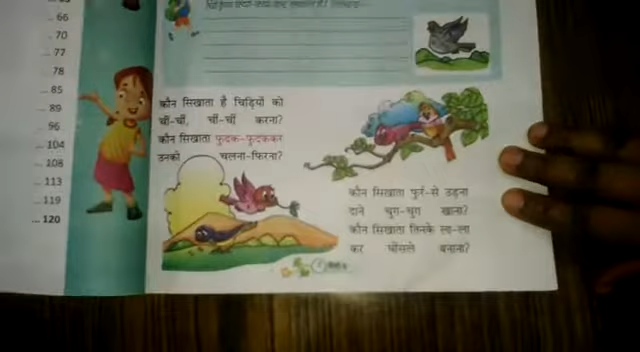 66
70
77
78
85
89
96
104
108
113
119
120
कौन सिखाता है चिड़ियों को
चीं-चीं, चीं-चीं करना?
कौन सिखाता फुदक-फुदककर
उनको चलना-फिरना?
कौन सिखाता फुर्र-से उड़ना
दाने चुग-चुग खाना?
कौन सिखाता तिनके ला-ला
कर घोंसले बनाना?